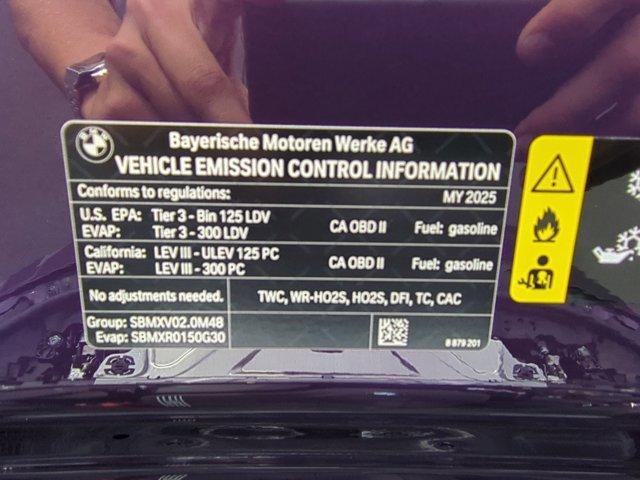 BMW
Bayerische Motoren Werke AG
VEHICLE EMISSION CONTROL INFORMATION
Conforms to regulations: MY 2025
U.S. EPA: Tier 3 - Bin 125 LDV CA OBD II Fuel: gasoline
EVAP: Tier 3 - 300 LDV
California: LEV III - ULEV 125 PC CA OBD II Fuel: gasoline
EVAP: LEV III - 300 PC
No adjustments needed. TWC, WR-HO2S, HO2S, DFI, TC, CAC
Group: SBMXV02.0M48
Evap: SBMXR0150G30
8 879 201